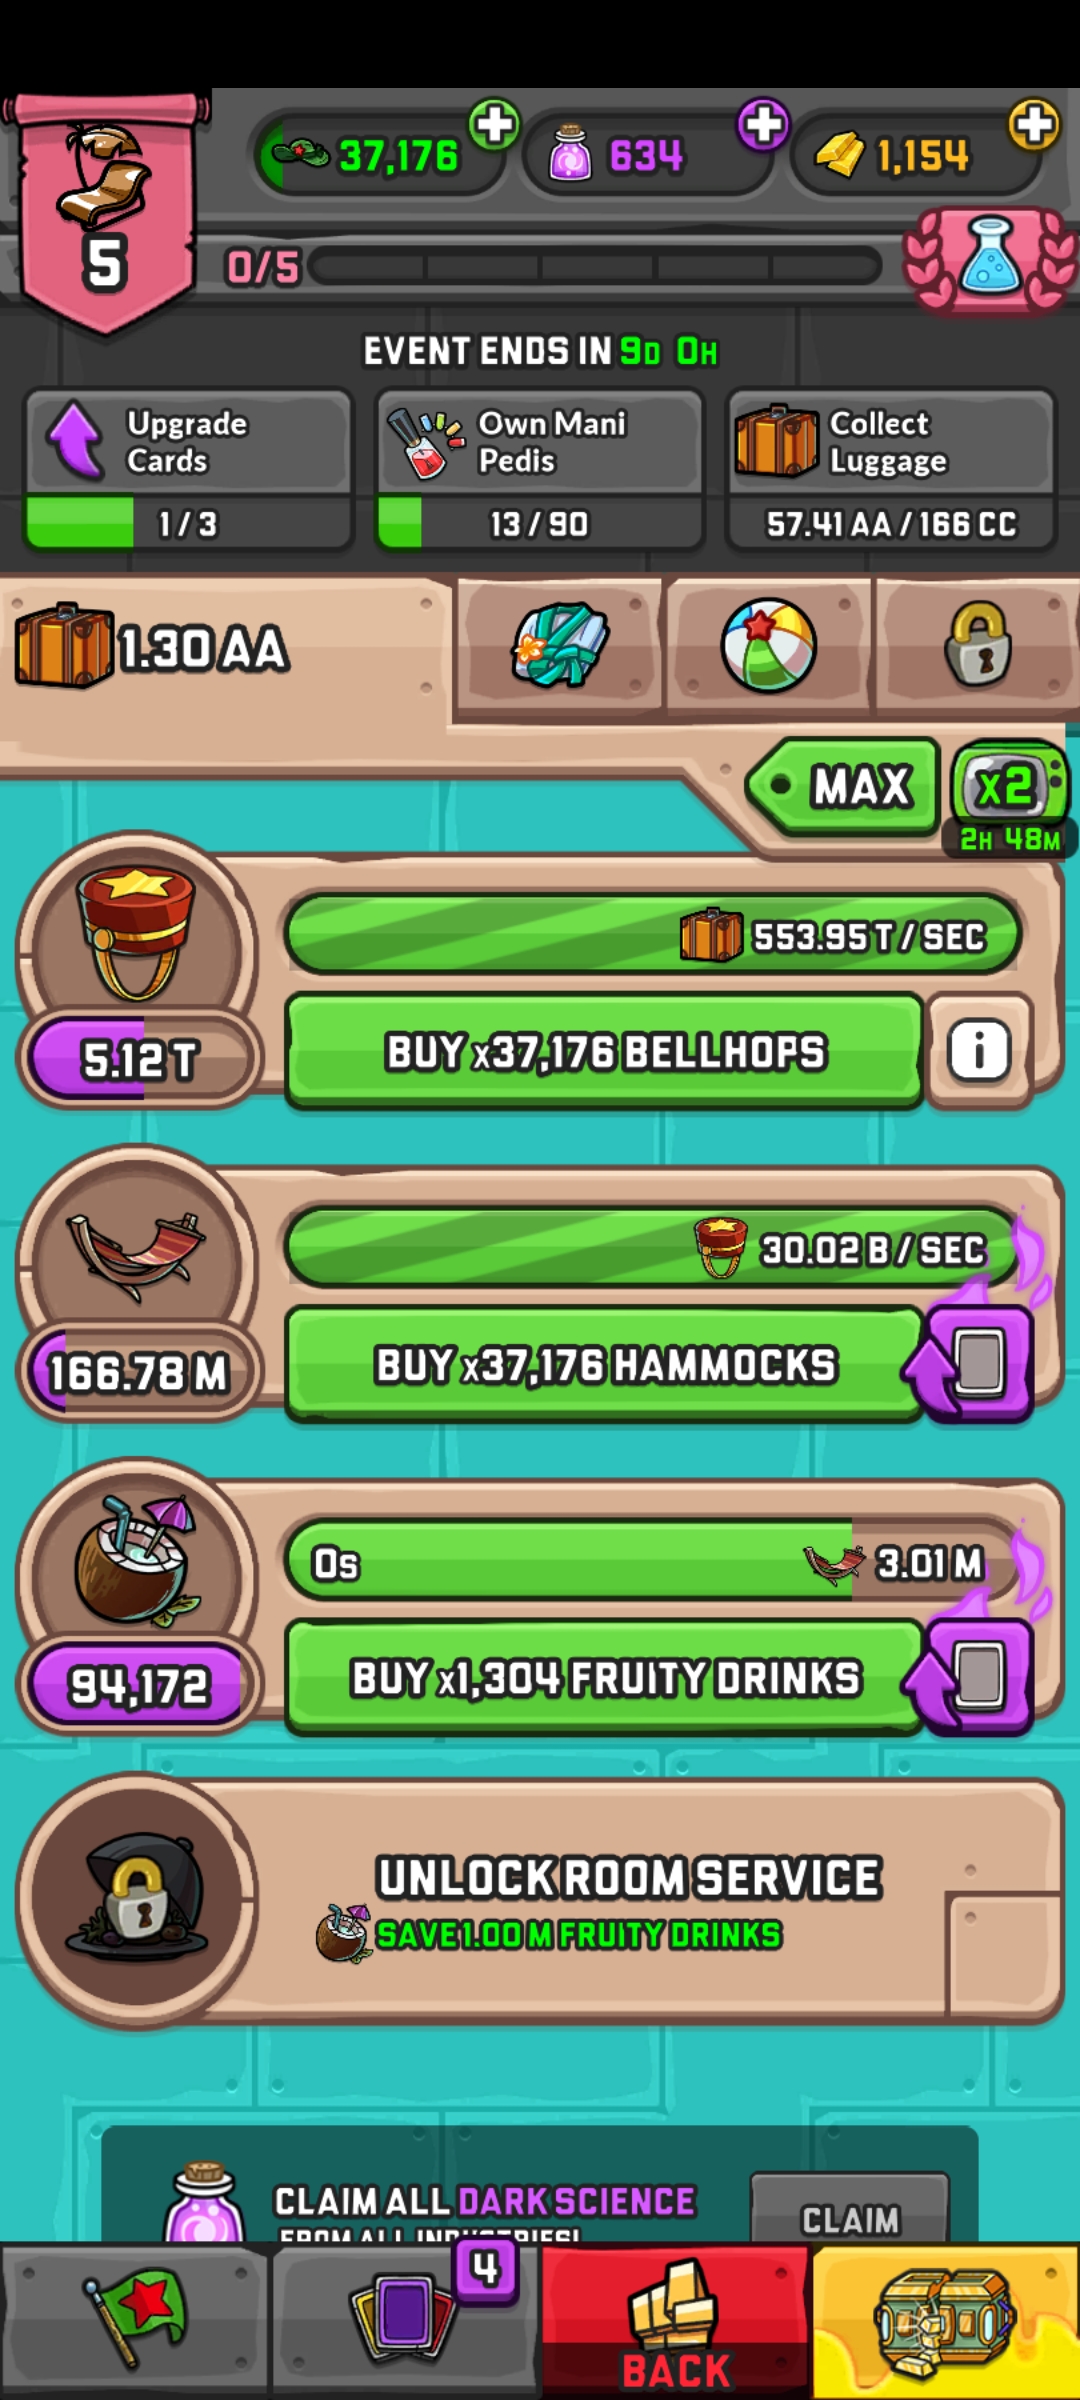 37,176
634
1,154
5
0/5
EVENT ENDS IN 9D 0H
Upgrade
Cards
1 / 3
Own Mani
Pedis
13 / 90
Collect
Luggage
57.41 AA / 166 CC
1.30 AA
MAX
x2
2H 48M
553.95 T / SEC
5.12 T
BUY x37,176 BELLHOPS
i
30.02 B / SEC
166.78 M
BUY x37,176 HAMMOCKS
0s
3.01 M
94,172
BUY x1,304 FRUITY DRINKS
UNLOCK ROOM SERVICE
SAVE 1.00 M FRUITY DRINKS
CLAIM ALL DARK SCIENCE
FROM ALL INDUSTRIES!
CLAIM
4
BACK